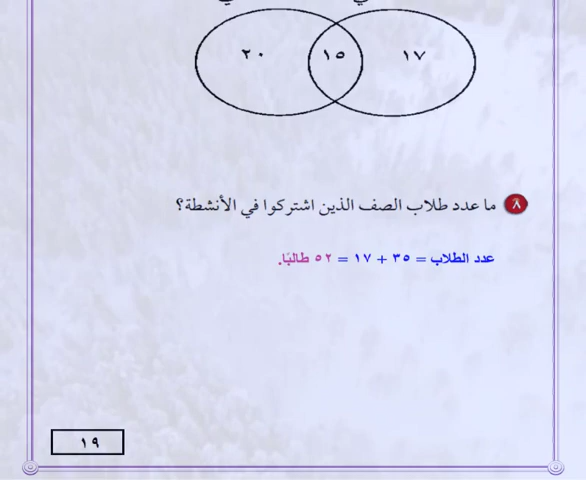 ٢٠ ١٥ ١٧
٨ ما عدد طلاب الصف الذين اشتركوا في الأنشطة؟
عدد الطلاب = ٣٥ + ١٧ = ٥٢ طالبًا.
١٩